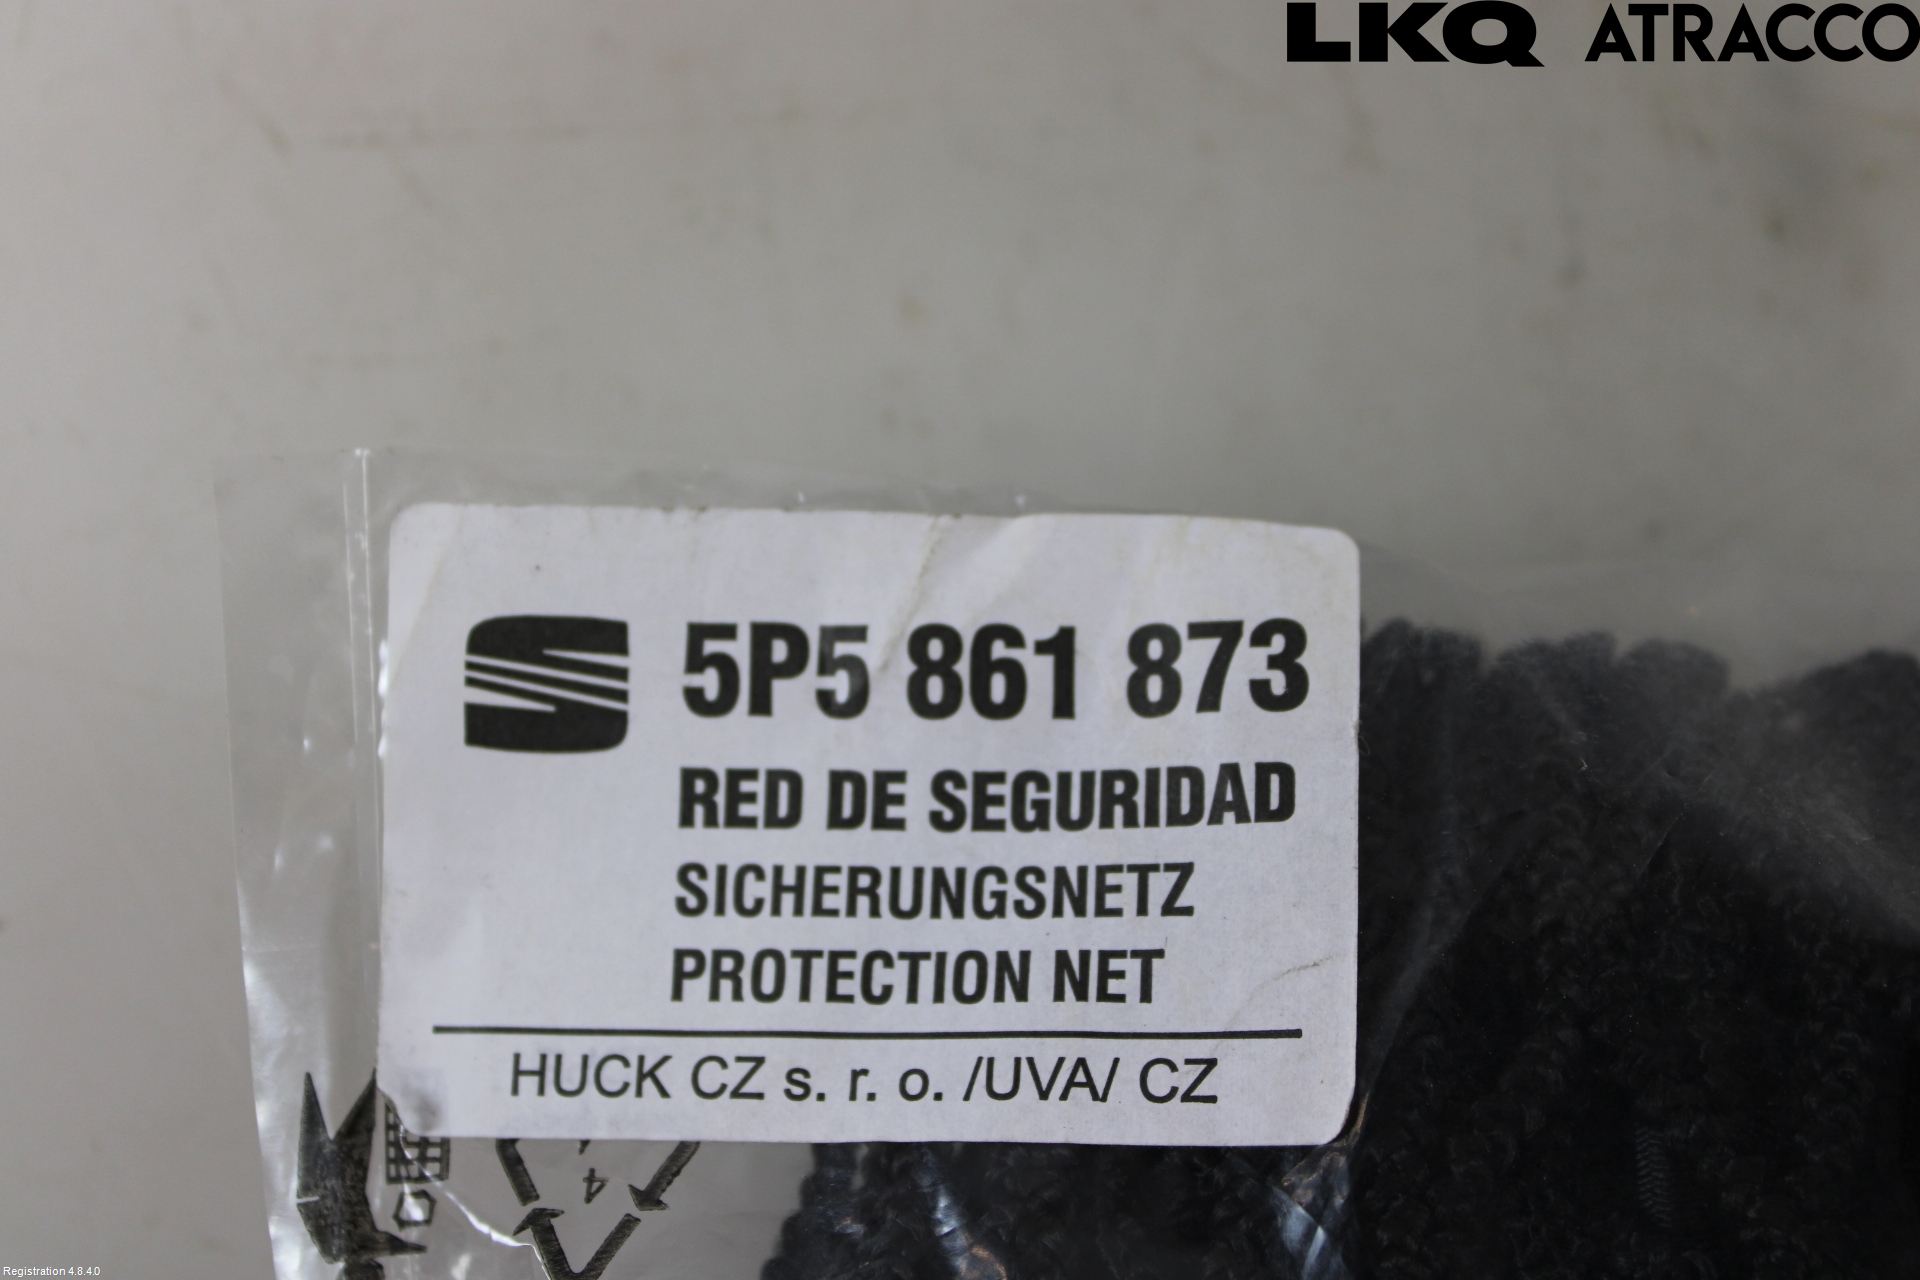 LKQ ATRACCO
5P5 861 873
RED DE SEGURIDAD
SICHERUNGSNETZ
PROTECTION NET
HUCK CZ s. r. o. /UVA/ CZ
4
Registration 4.8.4.0